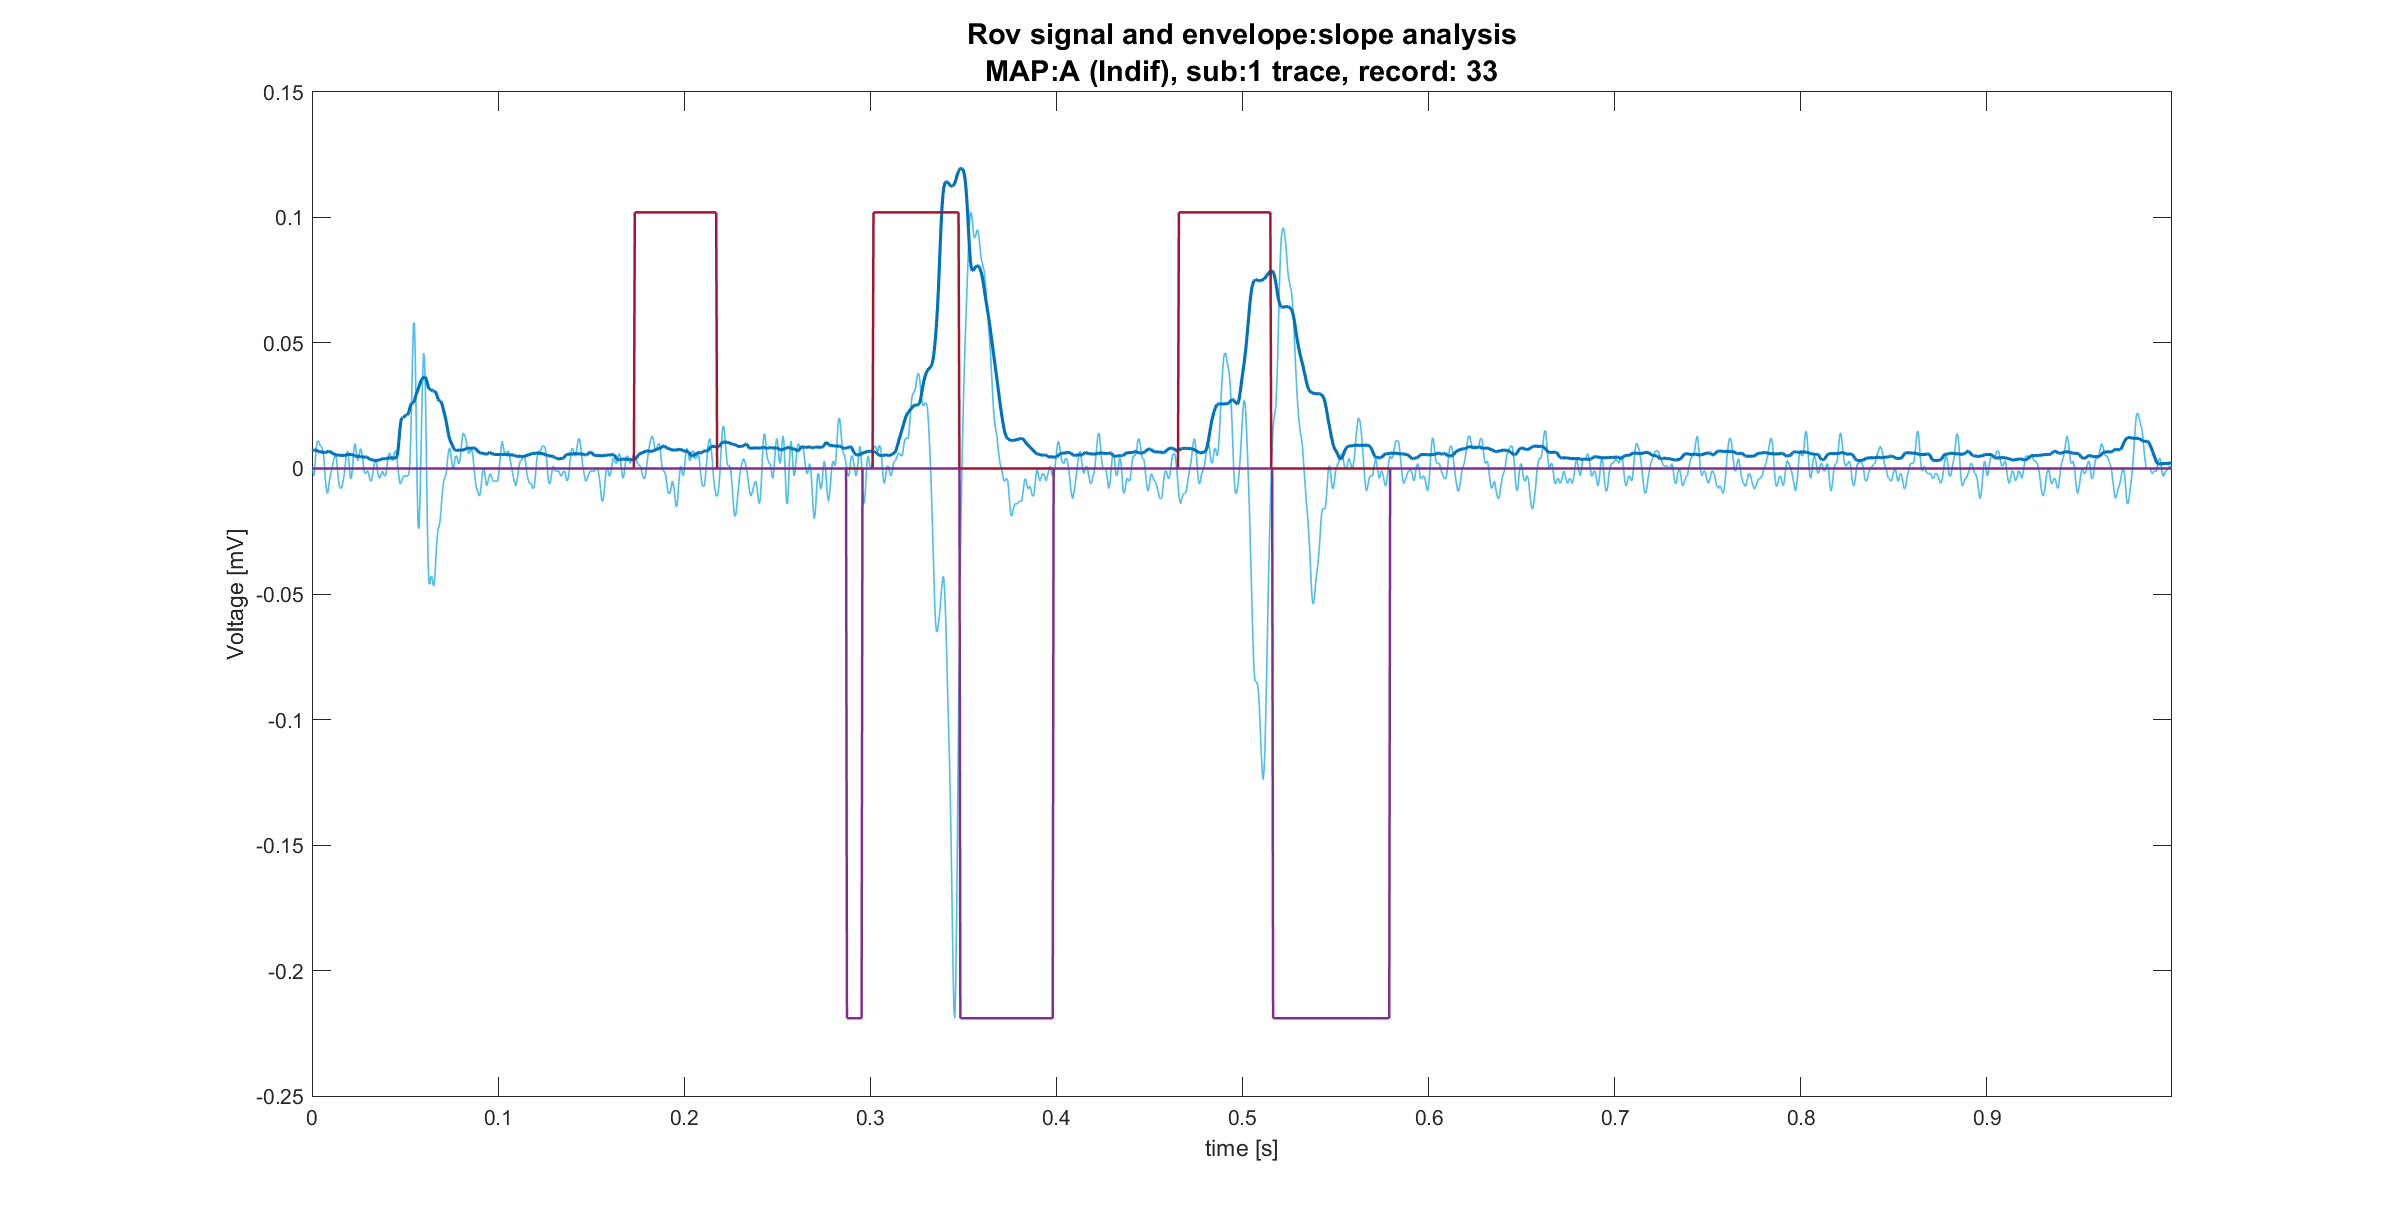 Rov signal and envelope:slope analysis
MAP:A (Indif), sub:1 trace, record: 33
0.15
0.1
0.05
0
-0.05
-0.1
-0.15
-0.2
-0.25
Voltage [mV]
0 0.1 0.2 0.3 0.4 0.5 0.6 0.7 0.8 0.9
time [s]